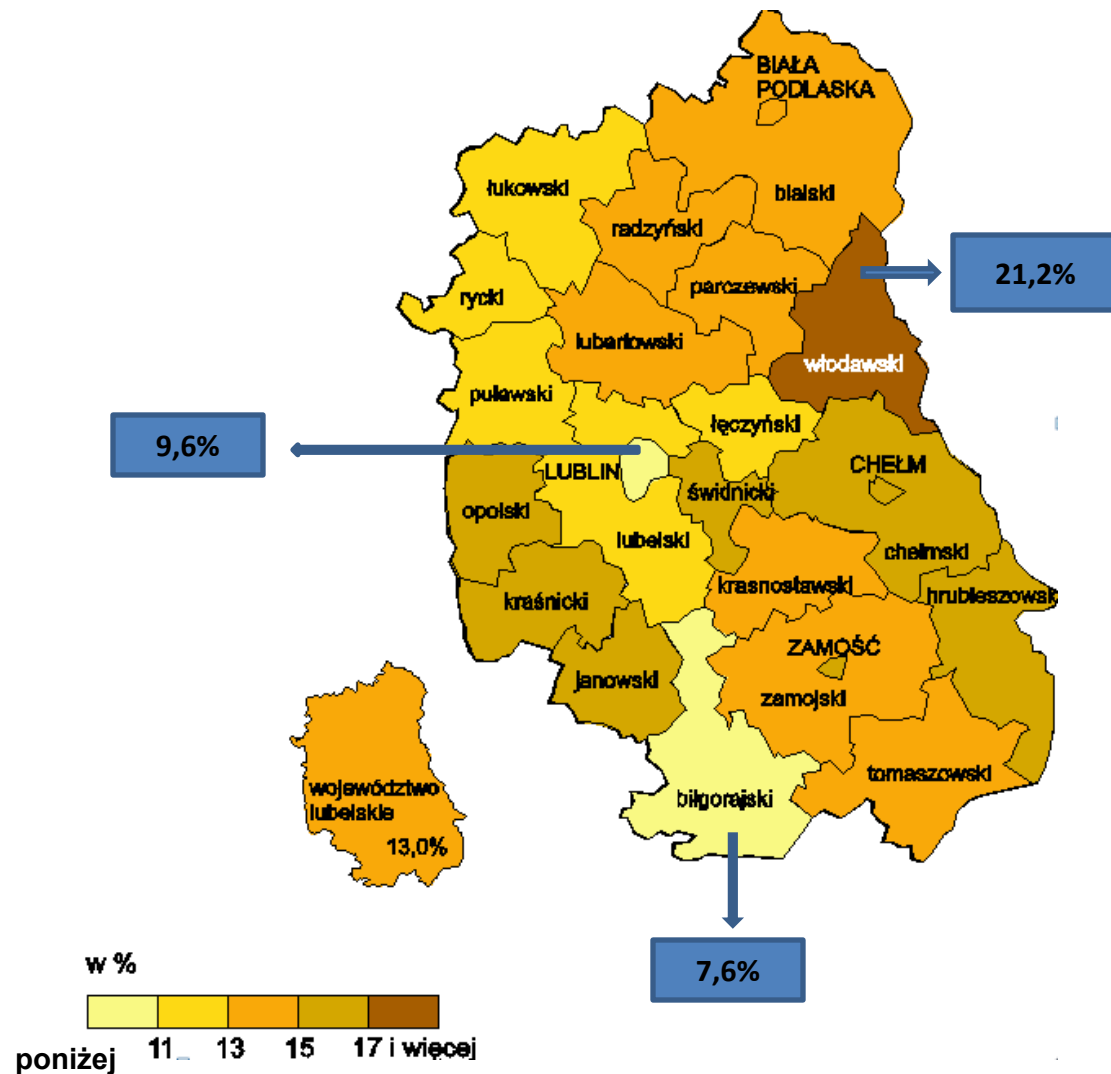 BIAŁA
PODLASKA
łukowski
bialski
radzyński
21,2%
parczewski
rycki
lubartowski
włodawski
puławski
łęczyński
9,6%
CHEŁM
LUBLIN
świdnicki
opolski
lubelski
chełmski
krasnostawski
hrubieszowsk
kraśnicki
ZAMOŚĆ
janowski
zamojski
tomaszowski
województwo
lubelskie
biłgorajski
13,0%
w %
7,6%
poniżej 11 13 15 17 i więcej